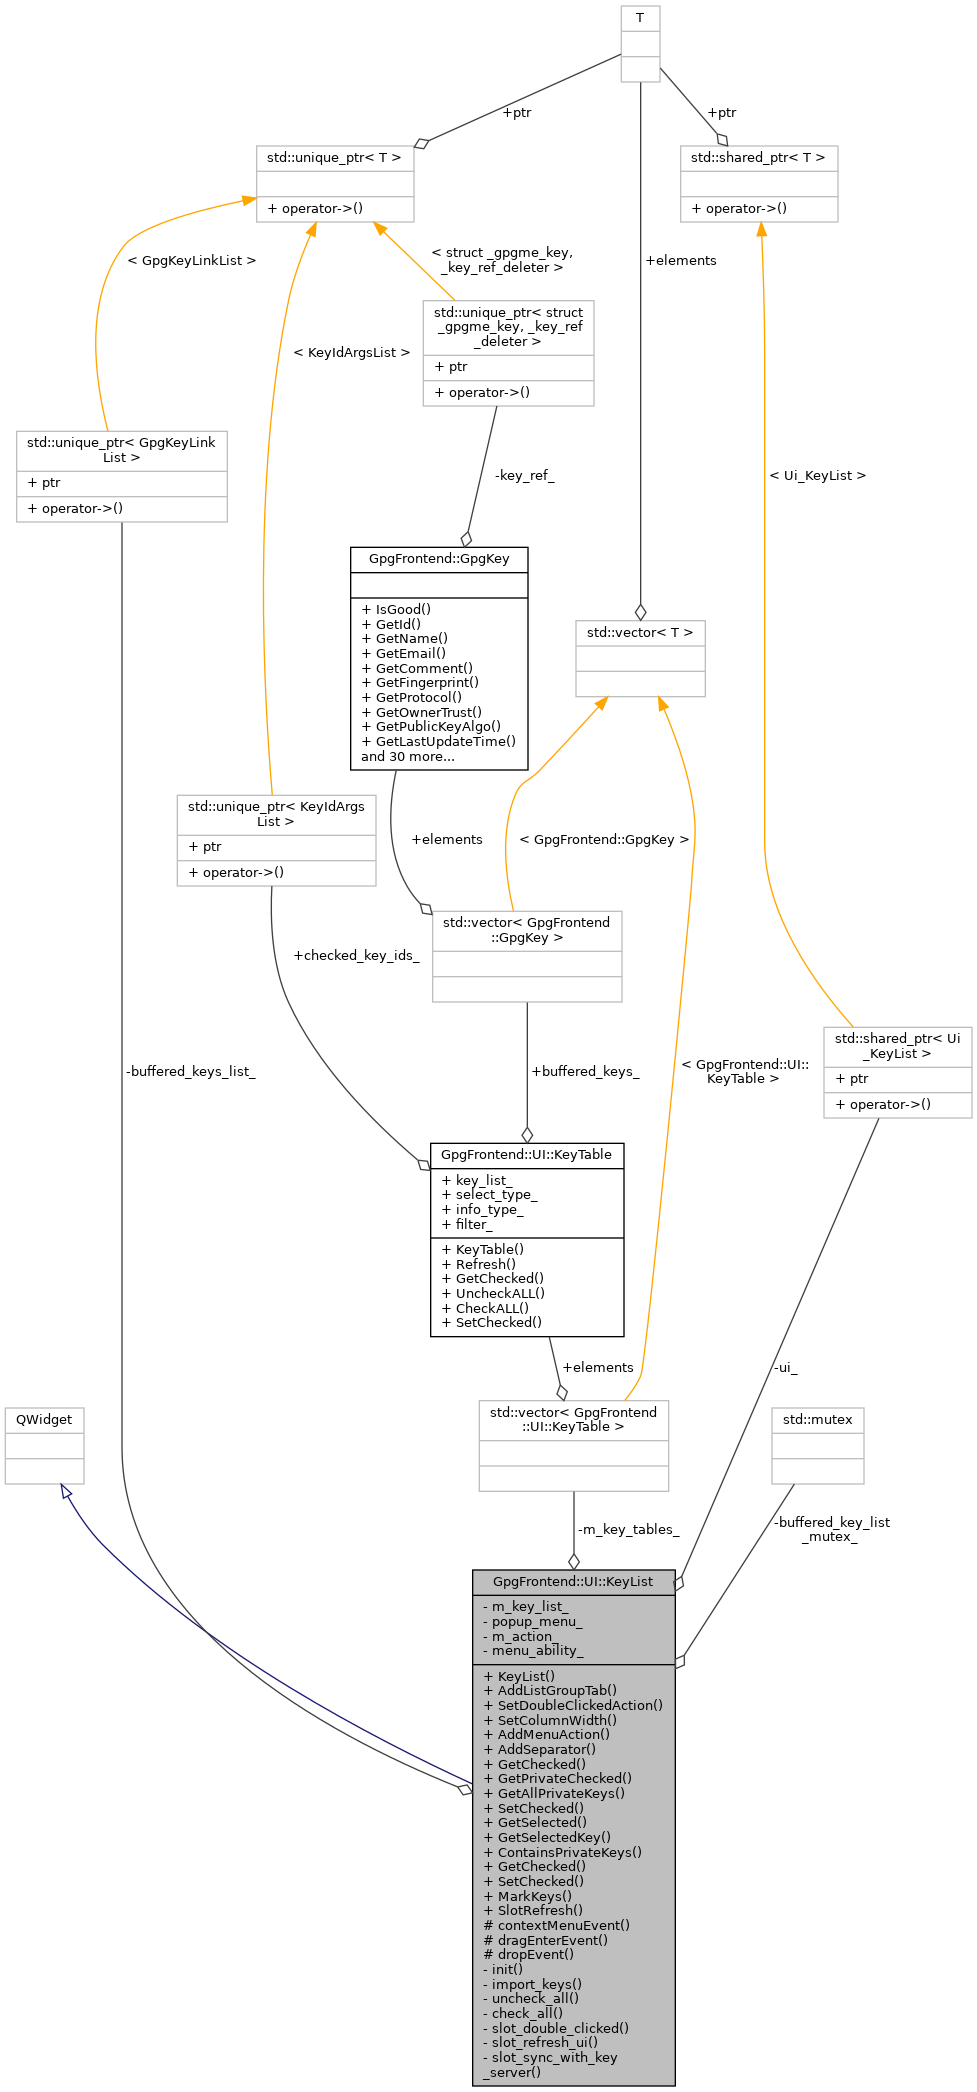 T
+ptr
+ptr
std::unique_ptr< T >
+ operator->()
std::shared_ptr< T >
+ operator->()
< GpgKeyLinkList >
< struct _gpgme_key,
_key_ref_deleter >
+elements
std::unique_ptr< struct
_gpgme_key, _key_ref
_deleter >
+ ptr
+ operator->()
< KeyIdArgsList >
std::unique_ptr< GpgKeyLink
List >
+ ptr
+ operator->()
-key_ref_
< Ui_KeyList >
GpgFrontend::GpgKey
+ IsGood()
+ GetId()
+ GetName()
+ GetEmail()
+ GetComment()
+ GetFingerprint()
+ GetProtocol()
+ GetOwnerTrust()
+ GetPublicKeyAlgo()
+ GetLastUpdateTime()
and 30 more...
std::vector< T >
std::unique_ptr< KeyIdArgs
List >
+ ptr
+ operator->()
+elements
< GpgFrontend::GpgKey >
std::vector< GpgFrontend
::GpgKey >
+checked_key_ids_
-buffered_keys_list_
+buffered_keys_
< GpgFrontend::UI::
KeyTable >
std::shared_ptr< Ui
_KeyList >
+ ptr
+ operator->()
GpgFrontend::UI::KeyTable
+ key_list_
+ select_type_
+ info_type_
+ filter_
+ KeyTable()
+ Refresh()
+ GetChecked()
+ UncheckALL()
+ CheckALL()
+ SetChecked()
+elements
-ui_
QWidget
std::vector< GpgFrontend
::UI::KeyTable >
std::mutex
-m_key_tables_
-buffered_key_list
_mutex_
GpgFrontend::UI::KeyList
- m_key_list_
- popup_menu_
- m_action_
- menu_ability_
+ KeyList()
+ AddListGroupTab()
+ SetDoubleClickedAction()
+ SetColumnWidth()
+ AddMenuAction()
+ AddSeparator()
+ GetChecked()
+ GetPrivateChecked()
+ GetAllPrivateKeys()
+ SetChecked()
+ GetSelected()
+ GetSelectedKey()
+ ContainsPrivateKeys()
+ GetChecked()
+ SetChecked()
+ MarkKeys()
+ SlotRefresh()
# contextMenuEvent()
# dragEnterEvent()
# dropEvent()
- init()
- import_keys()
- uncheck_all()
- check_all()
- slot_double_clicked()
- slot_refresh_ui()
- slot_sync_with_key
_server()